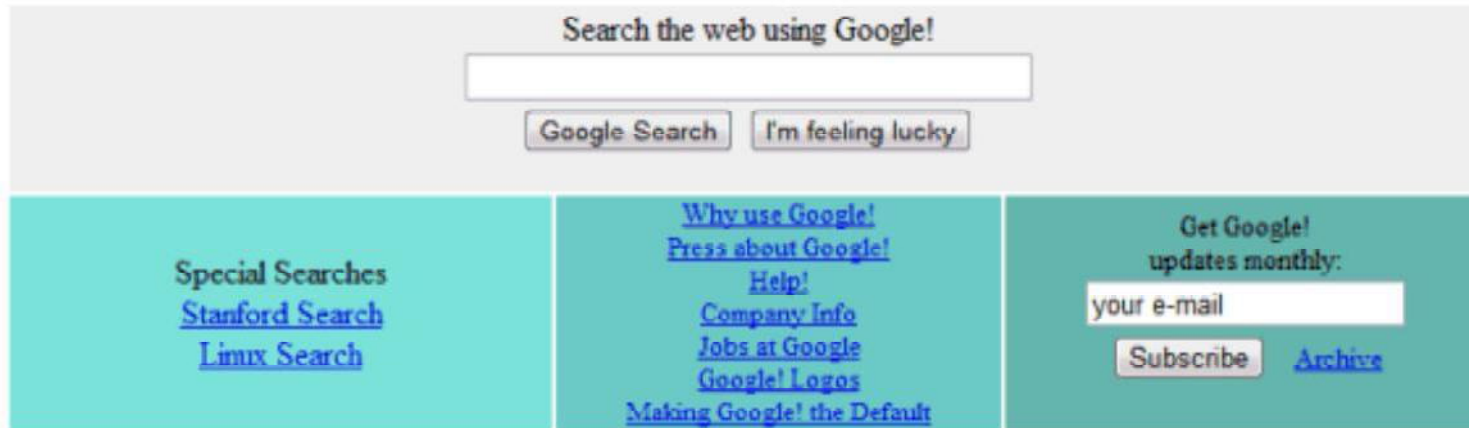 Search the web using Google!
Google Search I'm feeling lucky
Special Searches
Stanford Search
Linux Search
Why use Google!
Press about Google!
Help!
Company Info
Jobs at Google
Google! Logos
Making Google! the Default
Get Google!
updates monthly:
your e-mail
Subscribe Archive